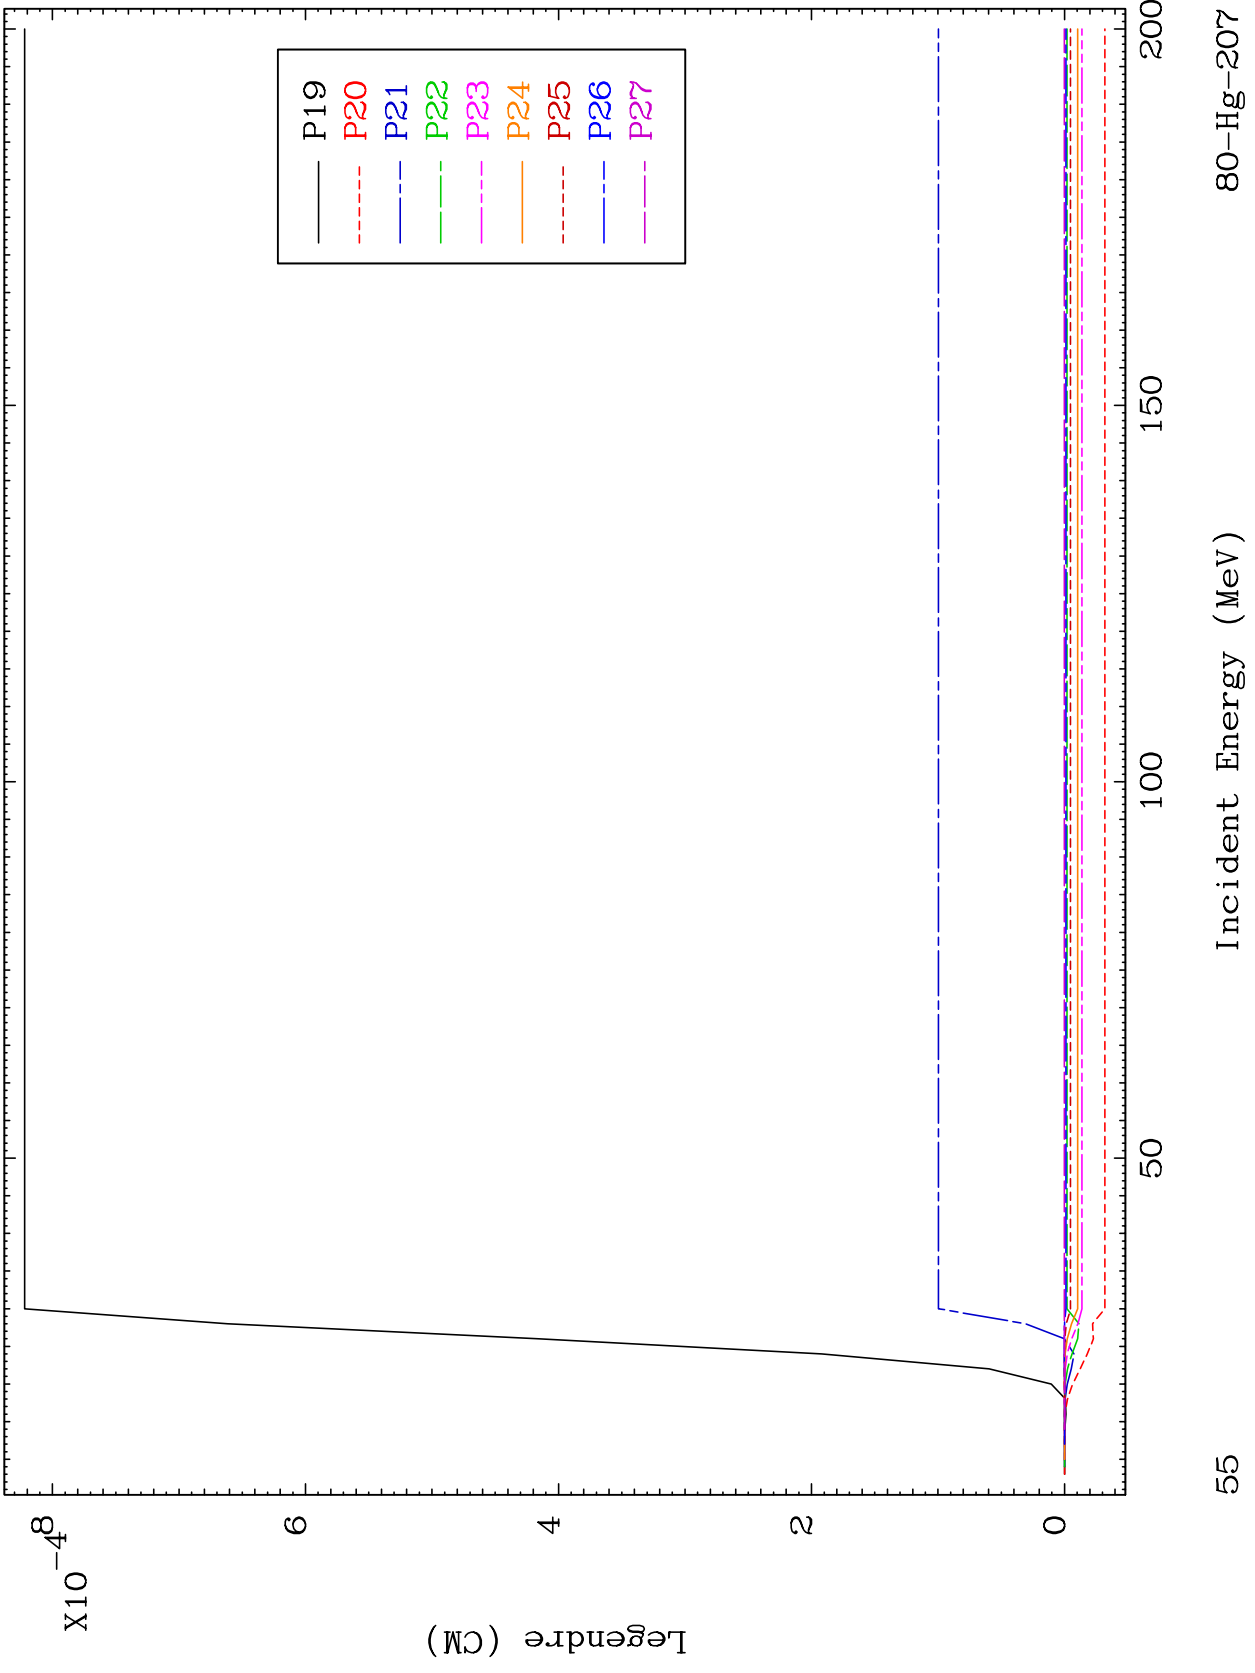 X10
-4
8
6
4
2
0
Legendre (CM)
P19
P20
P21
P22
P23
P24
P25
P26
P27
50
100
150
200
Incident Energy (MeV)
55
80-Hg-207